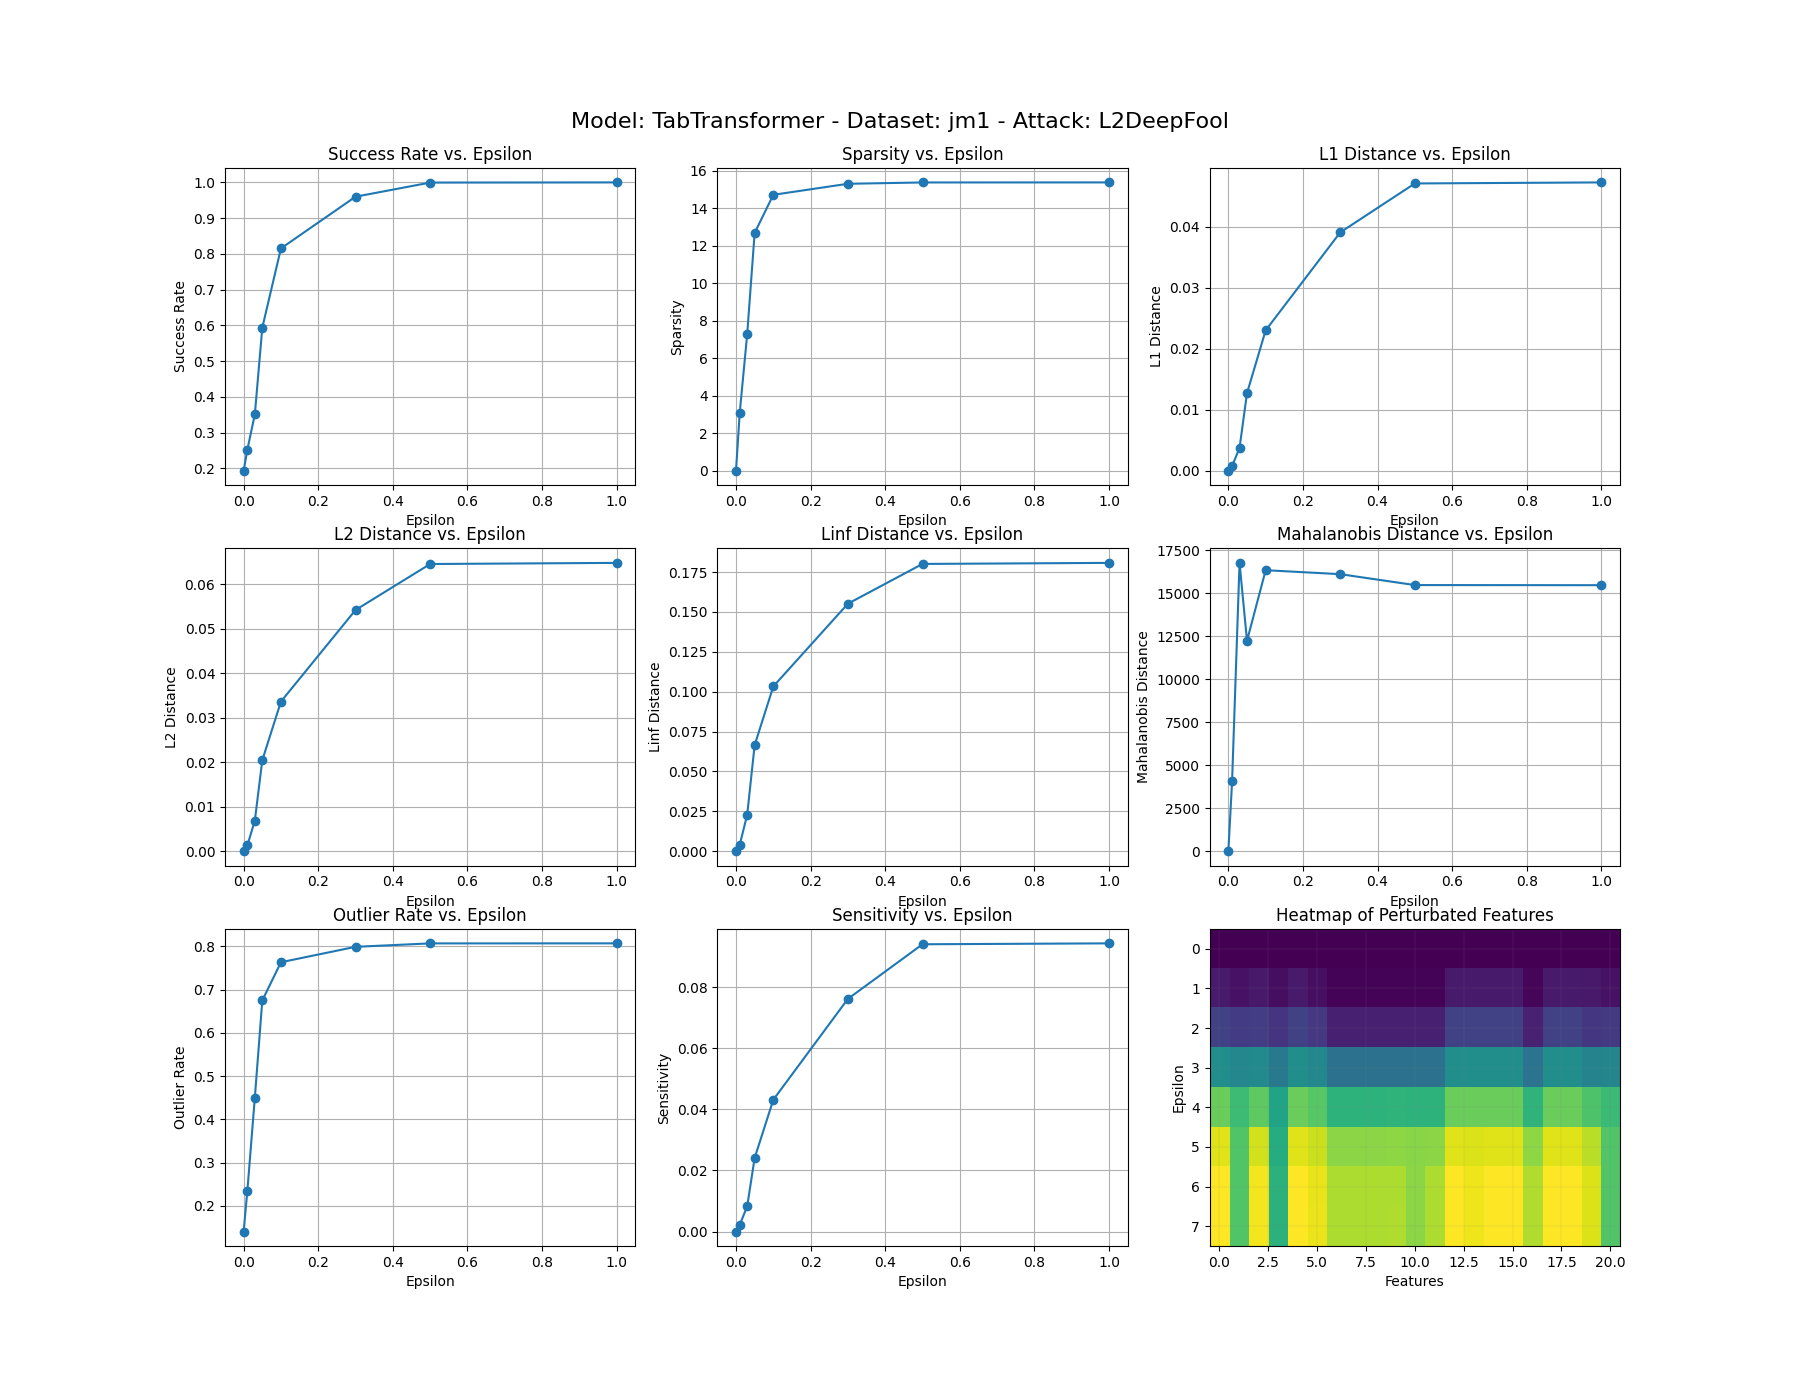 Model: TabTransformer - Dataset: jm1 - Attack: L2DeepFool
Success Rate vs. Epsilon
1.0
0.9
0.8
0.7
0.6
0.5
0.4
0.3
0.2
Success Rate
0.0 0.2 0.4 0.6 0.8 1.0
Epsilon
Sparsity vs. Epsilon
16
14
12
10
8
6
4
2
0
Sparsity
0.0 0.2 0.4 0.6 0.8 1.0
Epsilon
L1 Distance vs. Epsilon
0.04
0.03
0.02
0.01
0.00
L1 Distance
0.0 0.2 0.4 0.6 0.8 1.0
Epsilon
L2 Distance vs. Epsilon
0.06
0.05
0.04
0.03
0.02
0.01
0.00
L2 Distance
0.0 0.2 0.4 0.6 0.8 1.0
Epsilon
Linf Distance vs. Epsilon
0.175
0.150
0.125
0.100
0.075
0.050
0.025
0.000
Linf Distance
0.0 0.2 0.4 0.6 0.8 1.0
Epsilon
Mahalanobis Distance vs. Epsilon
17500
15000
12500
10000
7500
5000
2500
0
Mahalanobis Distance
0.0 0.2 0.4 0.6 0.8 1.0
Epsilon
Outlier Rate vs. Epsilon
0.8
0.7
0.6
0.5
0.4
0.3
0.2
Outlier Rate
0.0 0.2 0.4 0.6 0.8 1.0
Epsilon
Sensitivity vs. Epsilon
0.08
0.06
0.04
0.02
0.00
Sensitivity
0.0 0.2 0.4 0.6 0.8 1.0
Epsilon
Heatmap of Perturbated Features
0
1
2
3
4
5
6
7
Epsilon
0.0 2.5 5.0 7.5 10.0 12.5 15.0 17.5 20.0
Features